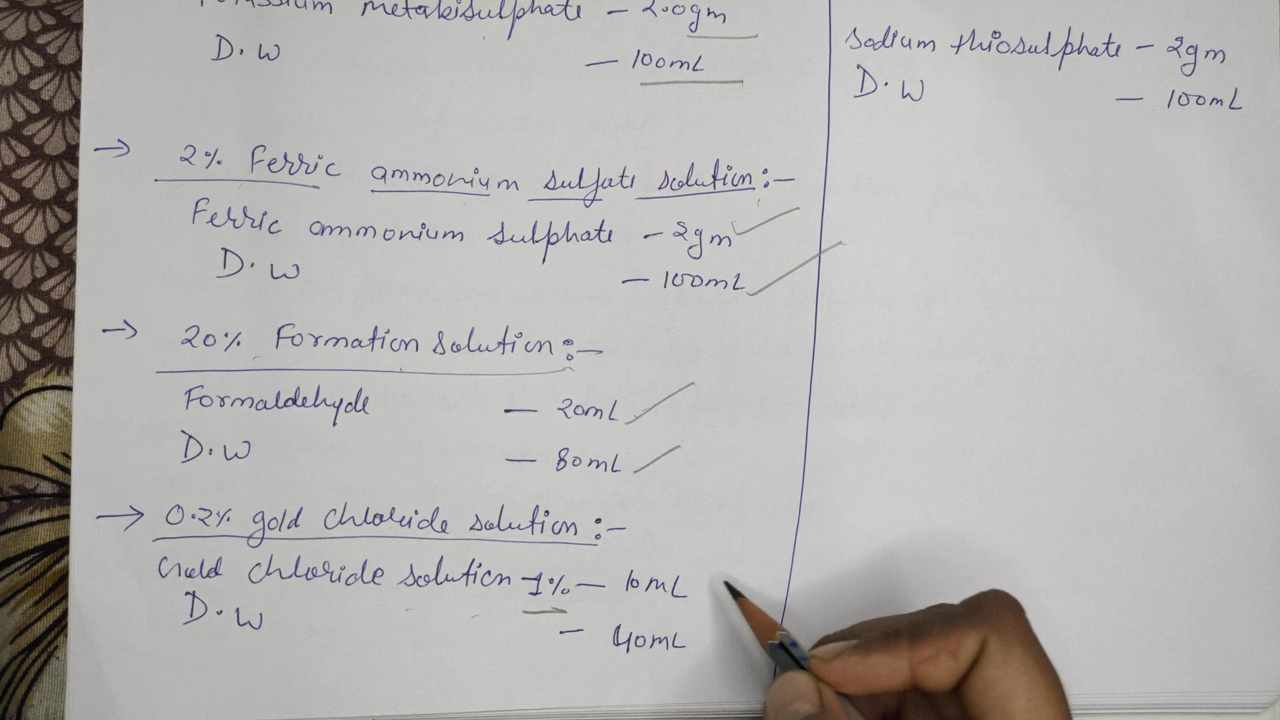 Potassium metabisulphate - 2.0gm
D.W - 100mL
→ 2% Ferric ammonium sulfate solution:-
Ferric ammonium sulphate - 2gm
D.W - 100mL
→ 20% Formation solution:-
Formaldehyde - 20mL
D.W - 80mL
→ 0.2% gold chloride solution:-
Gold chloride solution 1% - 10mL
D.W - 40mL
Sodium thiosulphate - 2gm
D.W - 100mL